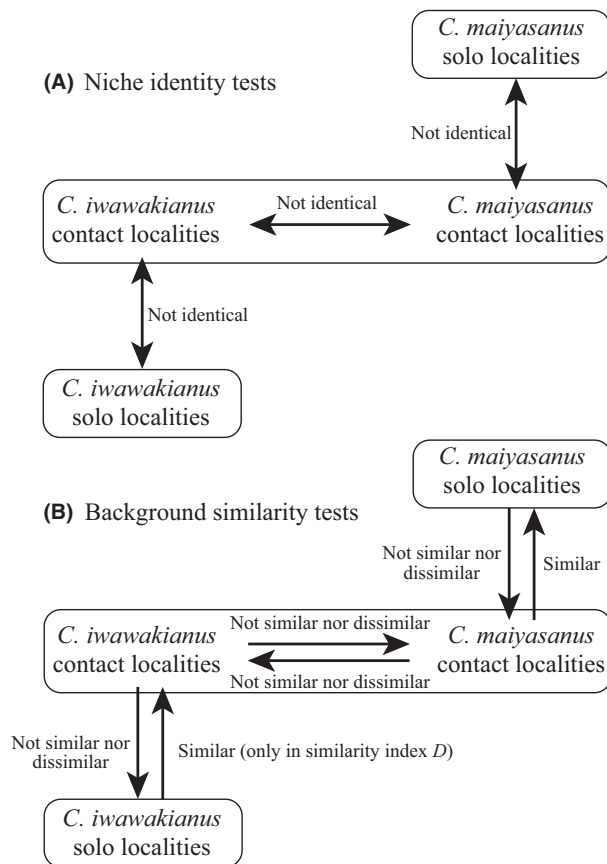 C. maiyasanus
solo localities
(A) Niche identity tests
Not identical
C. iwawakianus
contact localities
Not identical
C. maiyasanus
contact localities
Not identical
C. iwawakianus
solo localities
C. maiyasanus
solo localities
(B) Background similarity tests
Not similar nor
dissimilar
Similar
C. iwawakianus
contact localities
Not similar nor dissimilar
Not similar nor dissimilar
C. maiyasanus
contact localities
Not similar nor
dissimilar
Similar (only in similarity index D)
C. iwawakianus
solo localities